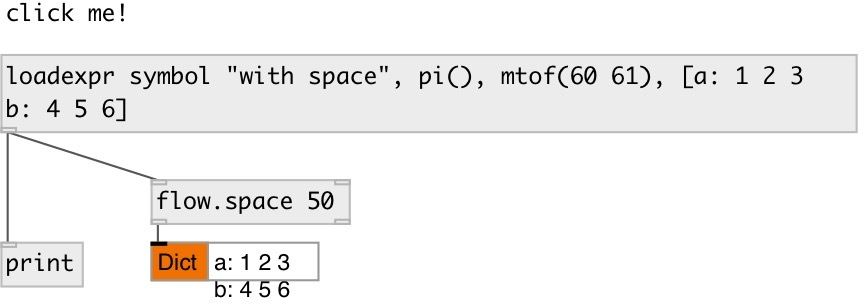 click me!
loadexpr symbol "with space", pi(), mtof(60 61), [a: 1 2 3
b: 4 5 6]
flow.space 50
print
Dict a: 1 2 3
b: 4 5 6